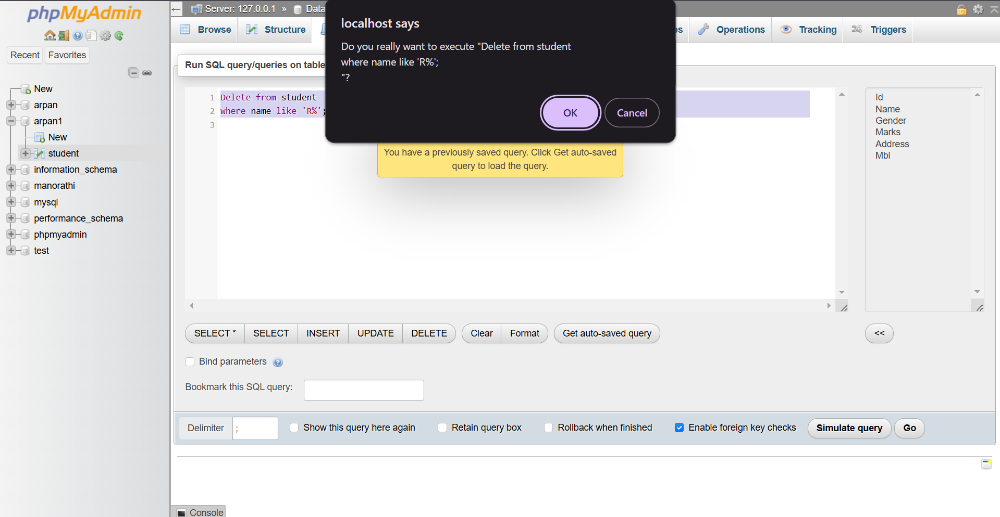 phpMyAdmin
Recent
Favorites
New
arpan
arpan1
New
student
information_schema
manorathi
mysql
performance_schema
phpmyadmin
test
Server: 127.0.0.1 » Data
Browse
Structure
es
Operations
Tracking
Triggers
localhost says
Do you really want to execute "Delete from student
where name like 'R%';
"?
OK
Cancel
Run SQL query/queries on table
1 Delete from student
2 where name like 'R%';
3
You have a previously saved query. Click Get auto-saved
query to load the query.
Id
Name
Gender
Marks
Address
Mbl
SELECT *
SELECT
INSERT
UPDATE
DELETE
Clear
Format
Get auto-saved query
<<
Bind parameters
Bookmark this SQL query:
Delimiter
;
Show this query here again
Retain query box
Rollback when finished
Enable foreign key checks
Simulate query
Go
Console